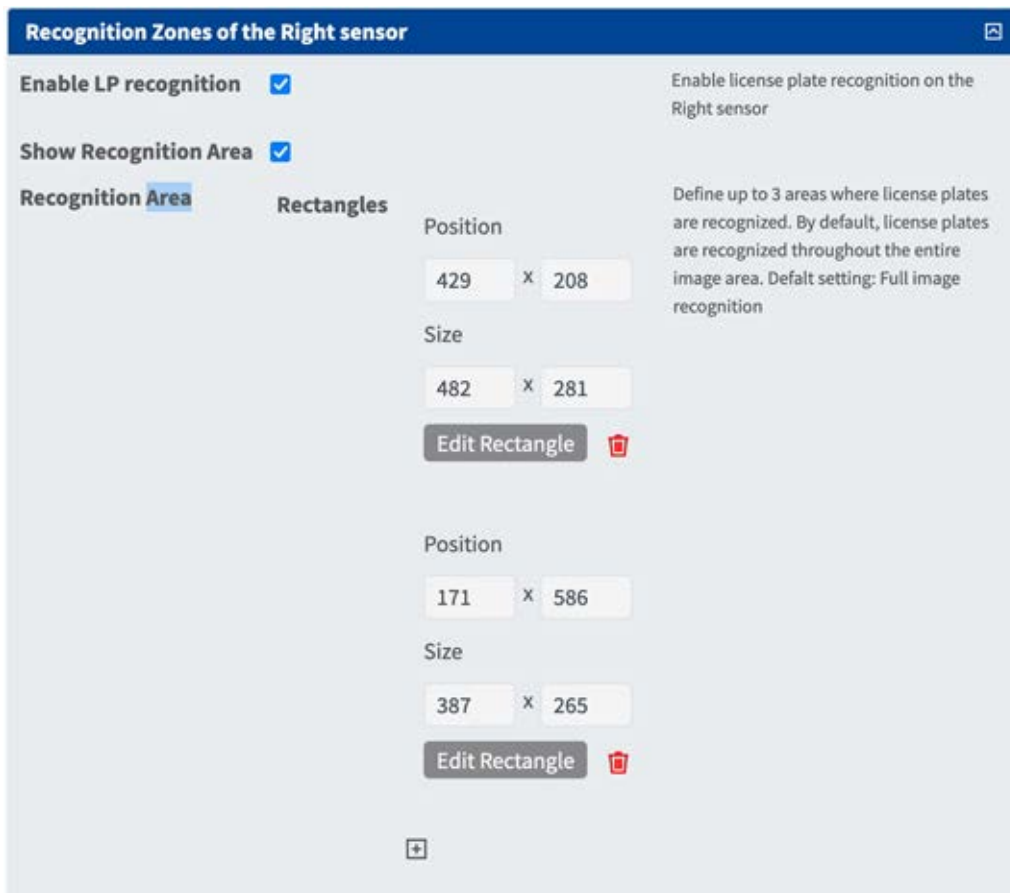 Recognition Zones of the Right sensor
Enable LP recognition
Enable license plate recognition on the
Right sensor
Show Recognition Area
Recognition Area
Rectangles
Define up to 3 areas where license plates
are recognized. By default, license plates
are recognized throughout the entire
image area. Defalt setting: Full image
recognition
Position
429 x 208
Size
482 x 281
Edit Rectangle
Position
171 x 586
Size
387 x 265
Edit Rectangle